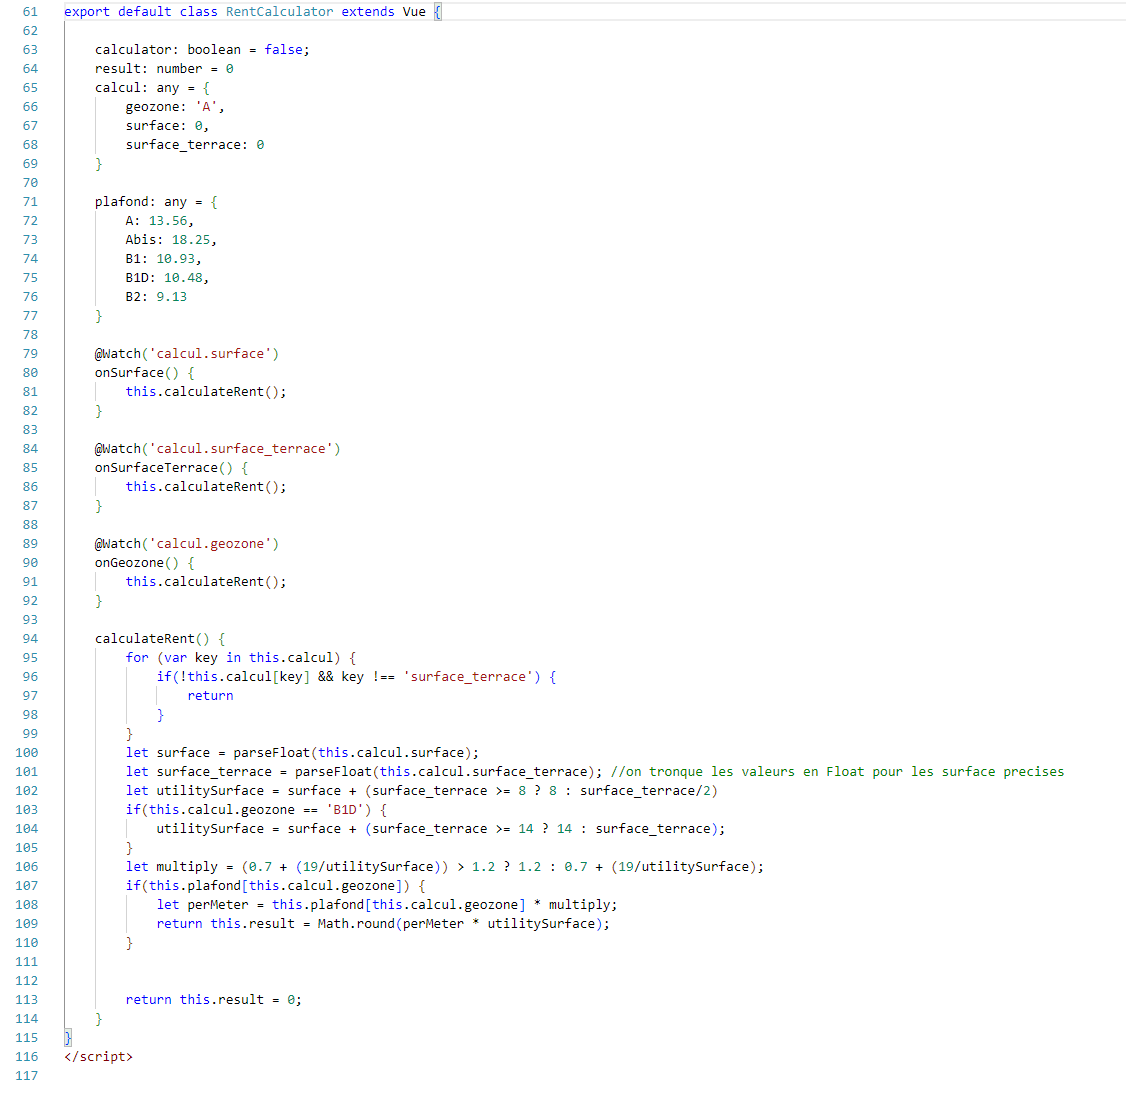 61 export default class RentCalculator extends Vue {
62
63 calculator: boolean = false;
64 result: number = 0
65 calcul: any = {
66 geozone: 'A',
67 surface: 0,
68 surface_terrace: 0
69 }
70
71 plafond: any = {
72 A: 13.56,
73 Abis: 18.25,
74 B1: 10.93,
75 B1D: 10.48,
76 B2: 9.13
77 }
78
79 @Watch('calcul.surface')
80 onSurface() {
81 this.calculateRent();
82 }
83
84 @Watch('calcul.surface_terrace')
85 onSurfaceTerrace() {
86 this.calculateRent();
87 }
88
89 @Watch('calcul.geozone')
90 onGeozone() {
91 this.calculateRent();
92 }
93
94 calculateRent() {
95 for (var key in this.calcul) {
96 if(!this.calcul[key] && key !== 'surface_terrace') {
97 return
98 }
99 }
100 let surface = parseFloat(this.calcul.surface);
101 let surface_terrace = parseFloat(this.calcul.surface_terrace); //on tronque les valeurs en Float pour les surface precises
102 let utilitySurface = surface + (surface_terrace >= 8 ? 8 : surface_terrace/2)
103 if(this.calcul.geozone == 'B1D') {
104 utilitySurface = surface + (surface_terrace >= 14 ? 14 : surface_terrace);
105 }
106 let multiply = (0.7 + (19/utilitySurface)) > 1.2 ? 1.2 : 0.7 + (19/utilitySurface);
107 if(this.plafond[this.calcul.geozone]) {
108 let perMeter = this.plafond[this.calcul.geozone] * multiply;
109 return this.result = Math.round(perMeter * utilitySurface);
110 }
111
112
113 return this.result = 0;
114 }
115 }
116 </script>
117